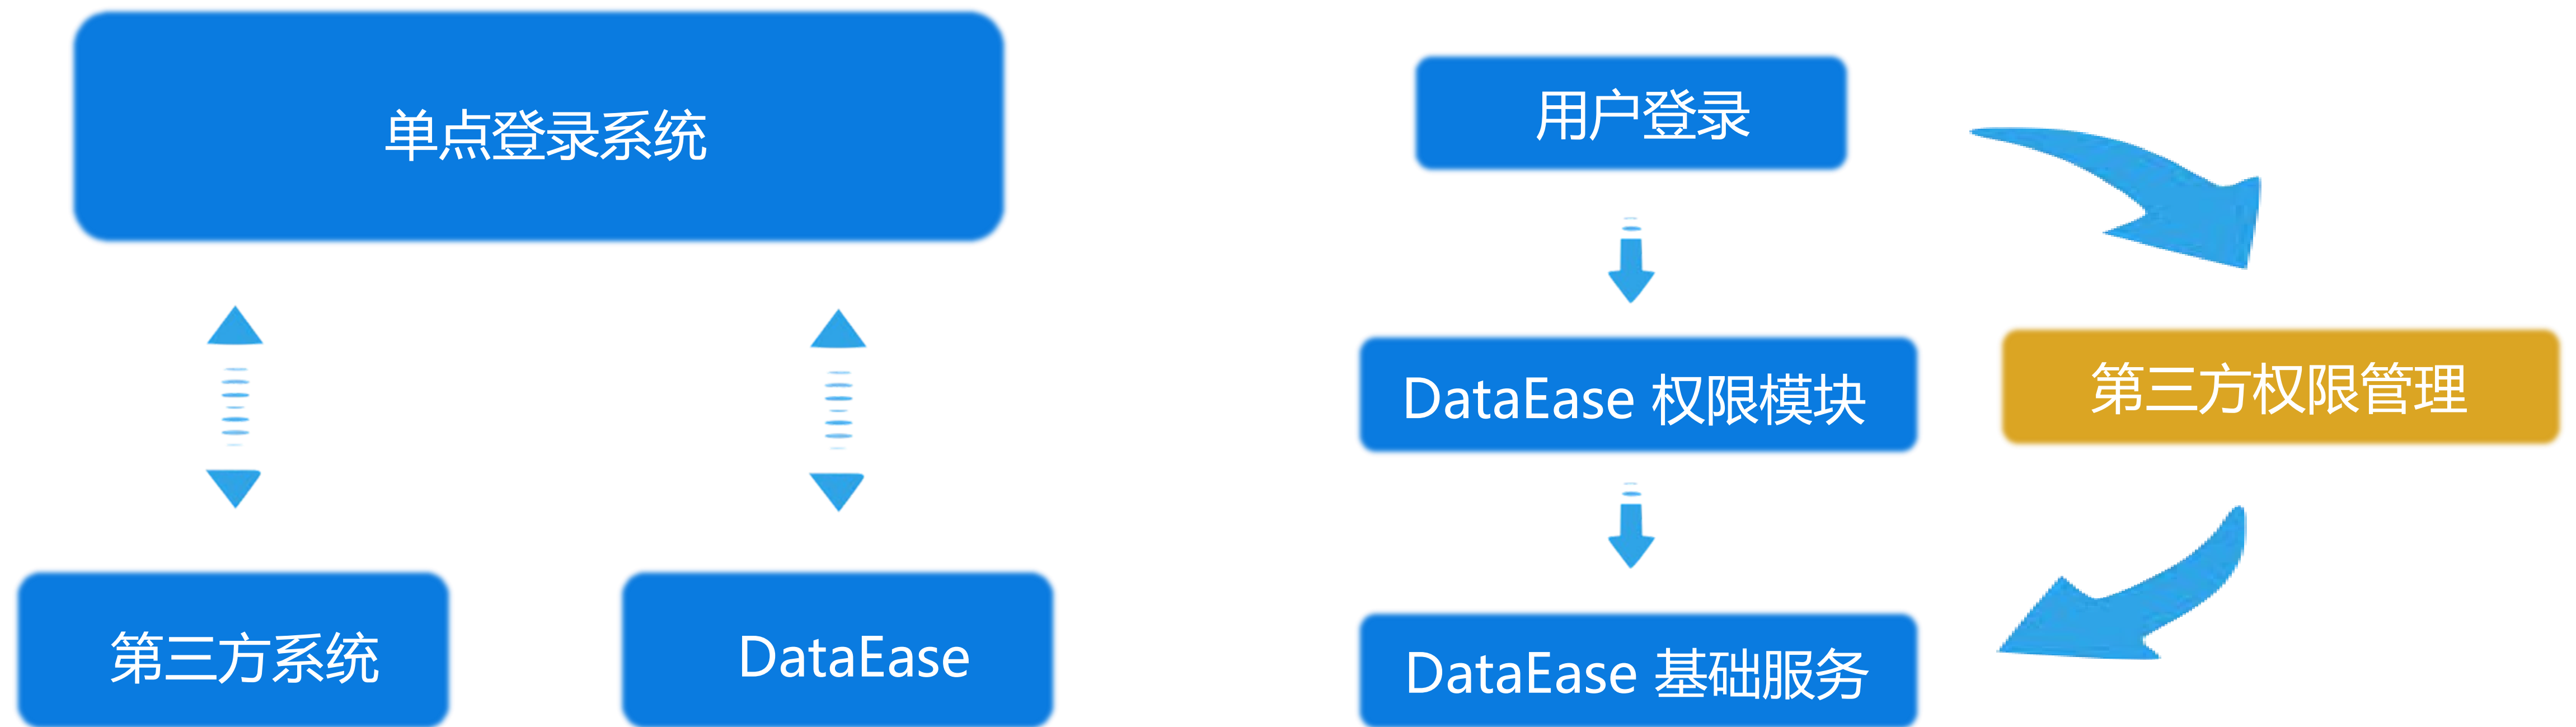 单点登录系统
第三方系统
DataEase
用户登录
DataEase 权限模块
第三方权限管理
DataEase 基础服务